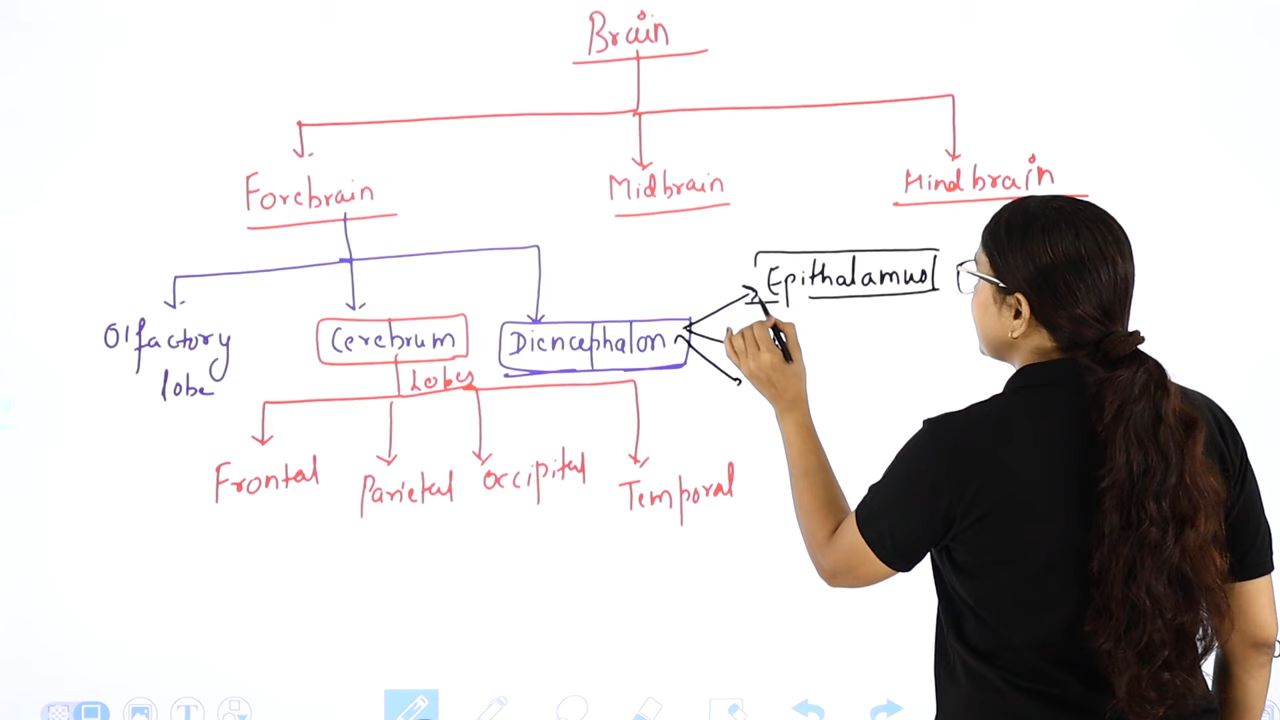 Brain
Forebrain
Midbrain
Hindbrain
Olfactory
lobe
Cerebrum
Diencephalon
Epithalamus
Lobes
Frontal
Parietal
Occipital
Temporal